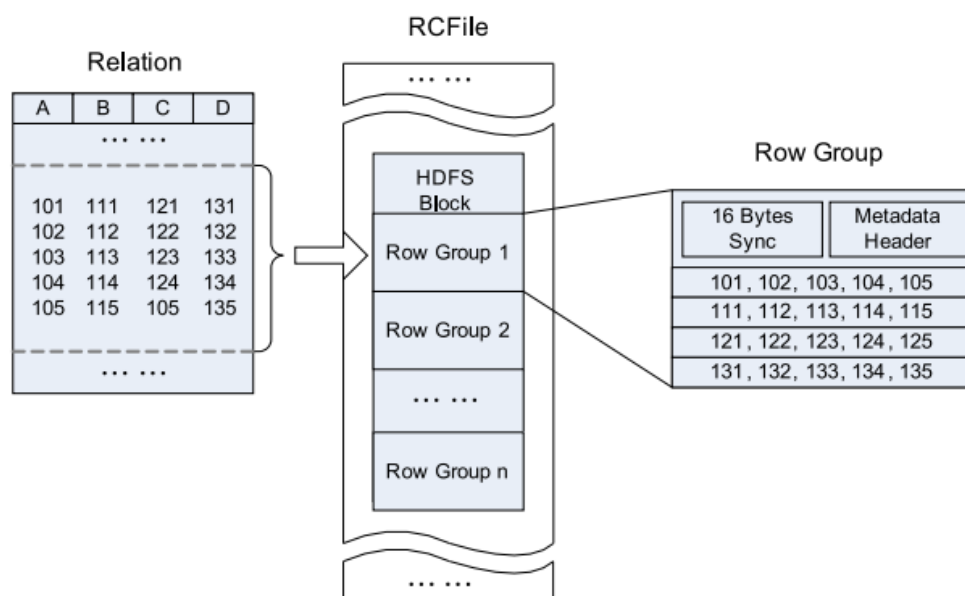 RCFile
... ...
Relation
A B C D
... ...
101 111 121 131
102 112 122 132
103 113 123 133
104 114 124 134
105 115 105 135
... ...
HDFS
Block
Row Group 1
Row Group 2
... ...
Row Group n
... ...
Row Group
16 Bytes
Sync
Metadata
Header
101, 102, 103, 104, 105
111, 112, 113, 114, 115
121, 122, 123, 124, 125
131, 132, 133, 134, 135